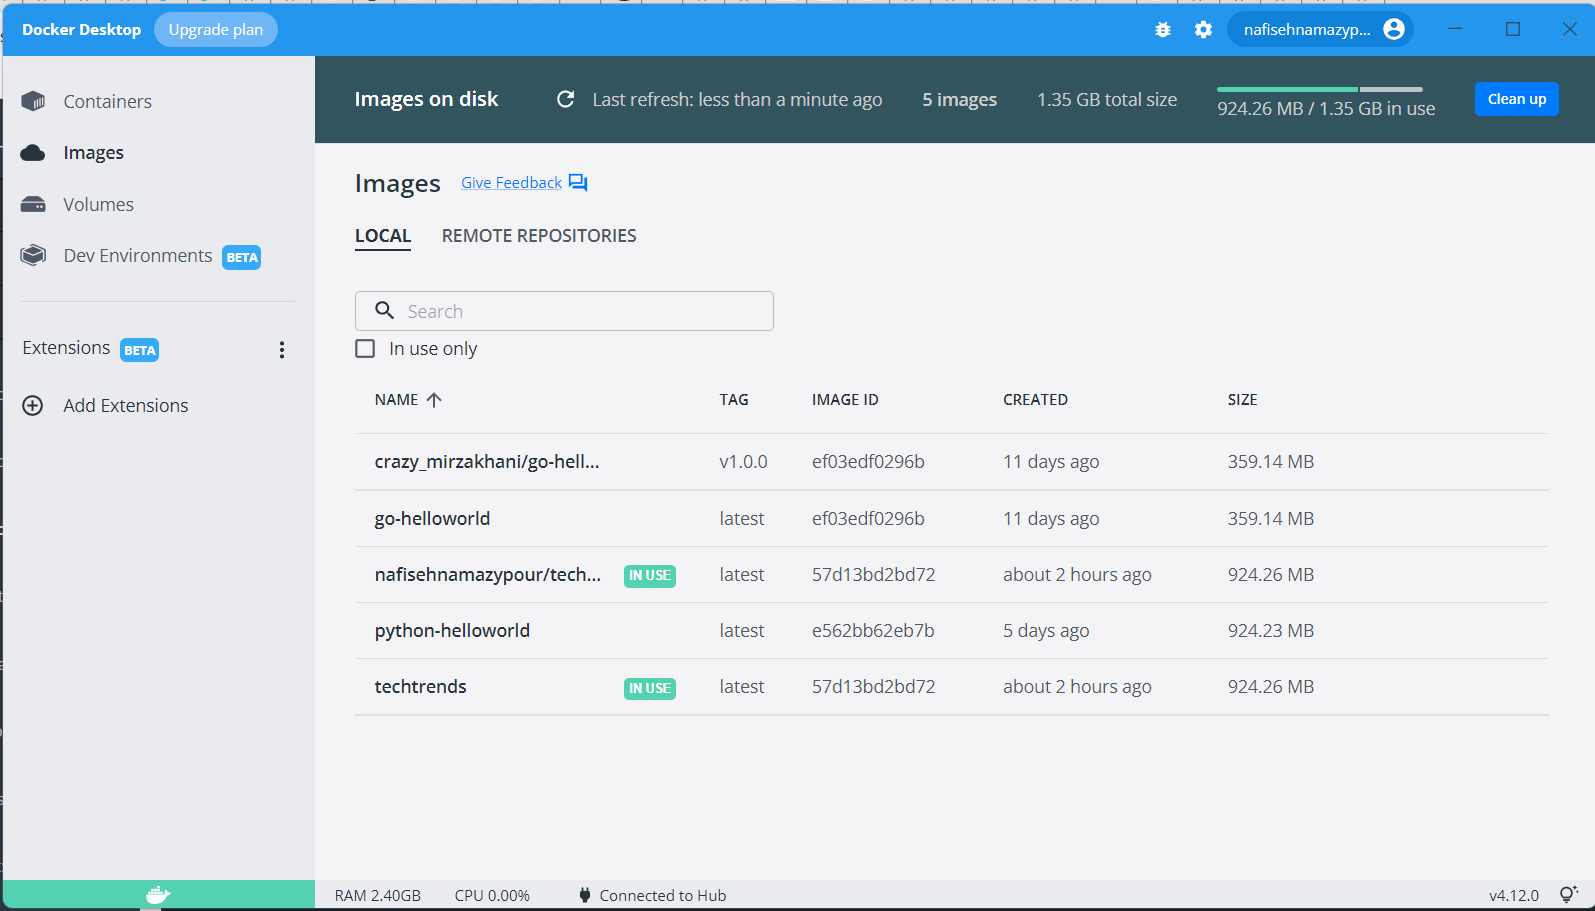 Docker Desktop Upgrade plan nafisehnamazyp...
Containers
Images
Volumes
Dev Environments BETA
Extensions BETA
Add Extensions
Images on disk Last refresh: less than a minute ago 5 images 1.35 GB total size 924.26 MB / 1.35 GB in use Clean up
Images Give Feedback
LOCAL REMOTE REPOSITORIES
Search
In use only
NAME TAG IMAGE ID CREATED SIZE
crazy_mirzakhani/go-hell... v1.0.0 ef03edf0296b 11 days ago 359.14 MB
go-helloworld latest ef03edf0296b 11 days ago 359.14 MB
nafisehnamazypour/tech... IN USE latest 57d13bd2bd72 about 2 hours ago 924.26 MB
python-helloworld latest e562bb62eb7b 5 days ago 924.23 MB
techtrends IN USE latest 57d13bd2bd72 about 2 hours ago 924.26 MB
RAM 2.40GB CPU 0.00% Connected to Hub v4.12.0